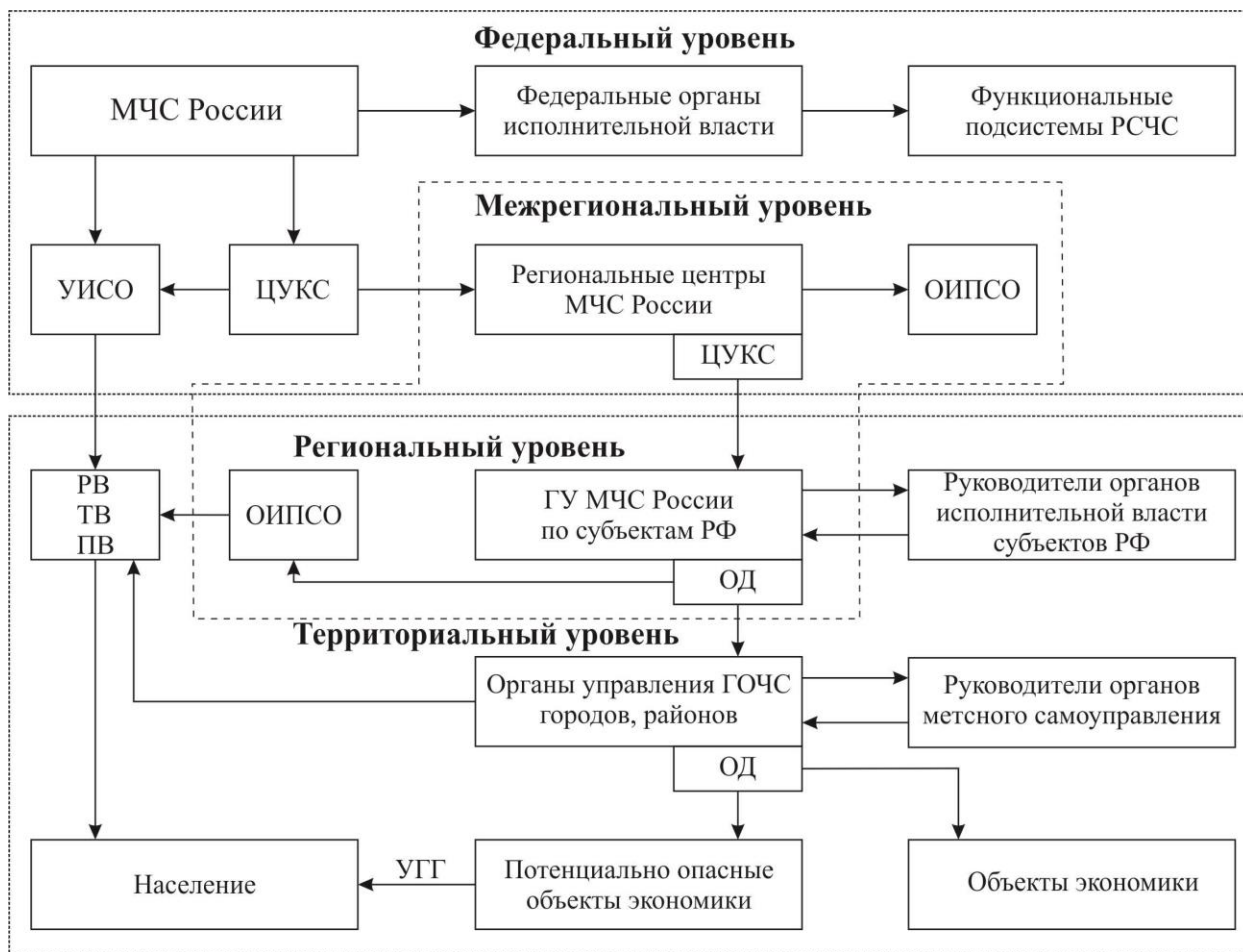 Федеральный уровень
МЧС России
Федеральные органы
исполнительной власти
Функциональные
подсистемы РСЧС
Межрегиональный уровень
УИСО
ЦУКС
Региональные центры
МЧС России
ОИПСО
ЦУКС
Региональный уровень
РВ
ТВ
ПВ
ОИПСО
ГУ МЧС России
по субъектам РФ
Руководители органов
исполнительной власти
субъектов РФ
ОД
Территориальный уровень
Органы управления ГОЧС
городов, районов
Руководители органов
метсного самоуправления
ОД
Население
УГГ
Потенциально опасные
объекты экономики
Объекты экономики